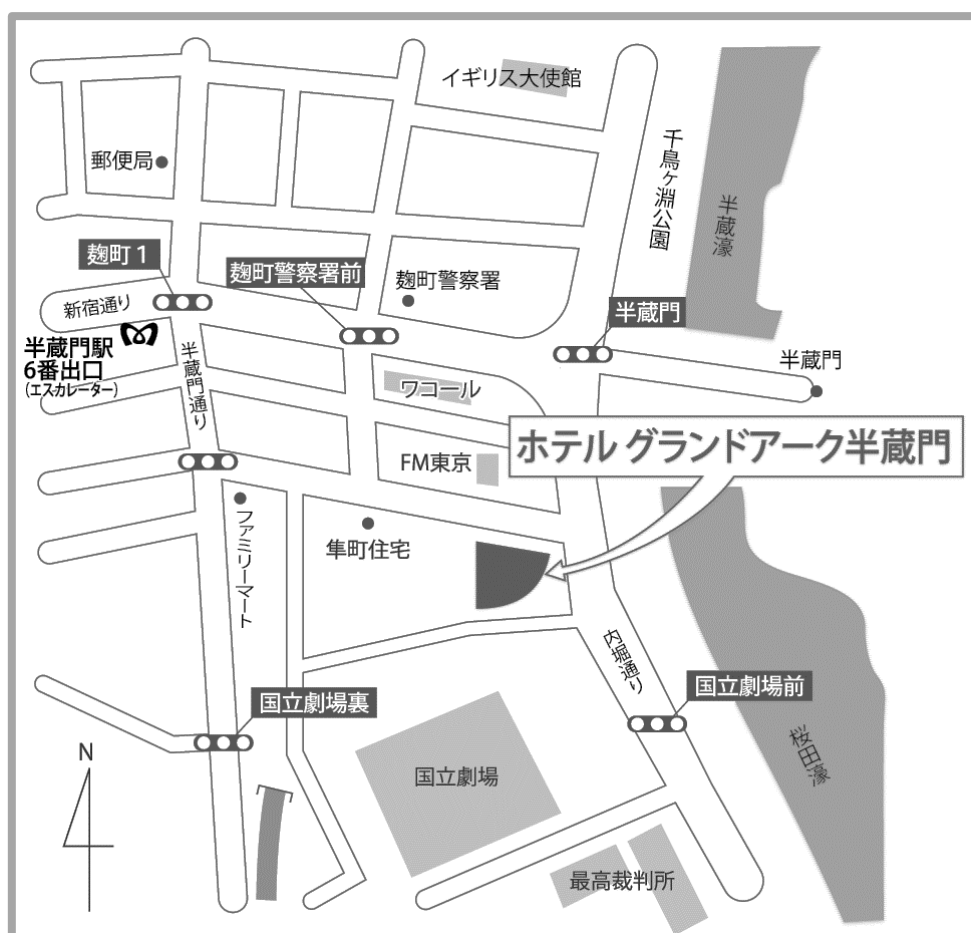 イギリス大使館
郵便局
千鳥ヶ淵公園
半蔵濠
麹町1
麹町警察署前
麹町警察署
新宿通り
半蔵門
半蔵門駅
6番出口
(エスカレーター)
半蔵門通り
半蔵門
ワコール
ホテル グランドアーク半蔵門
FM東京
ファミリーマート
隼町住宅
内堀通り
国立劇場裏
国立劇場前
桜田濠
N
国立劇場
最高裁判所